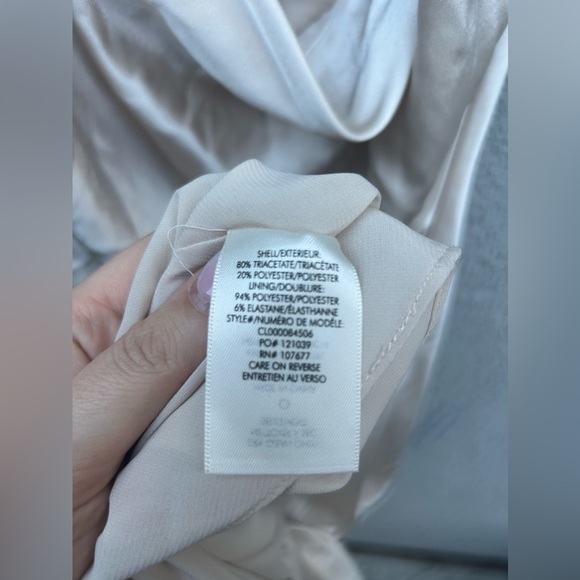 SHELL/EXTERIEUR:
80% TRIACETATE/TRIACÉTATE
20% POLYESTER/POLYESTER
LINING/DOUBLURE:
94% POLYESTER/POLYESTER
6% ELASTANE/ÉLASTHANNE
STYLE#/NUMÉRO DE MODÈLE:
CL000084506
PO# 121039
RN# 107677
CARE ON REVERSE
ENTRETIEN AU VERSO